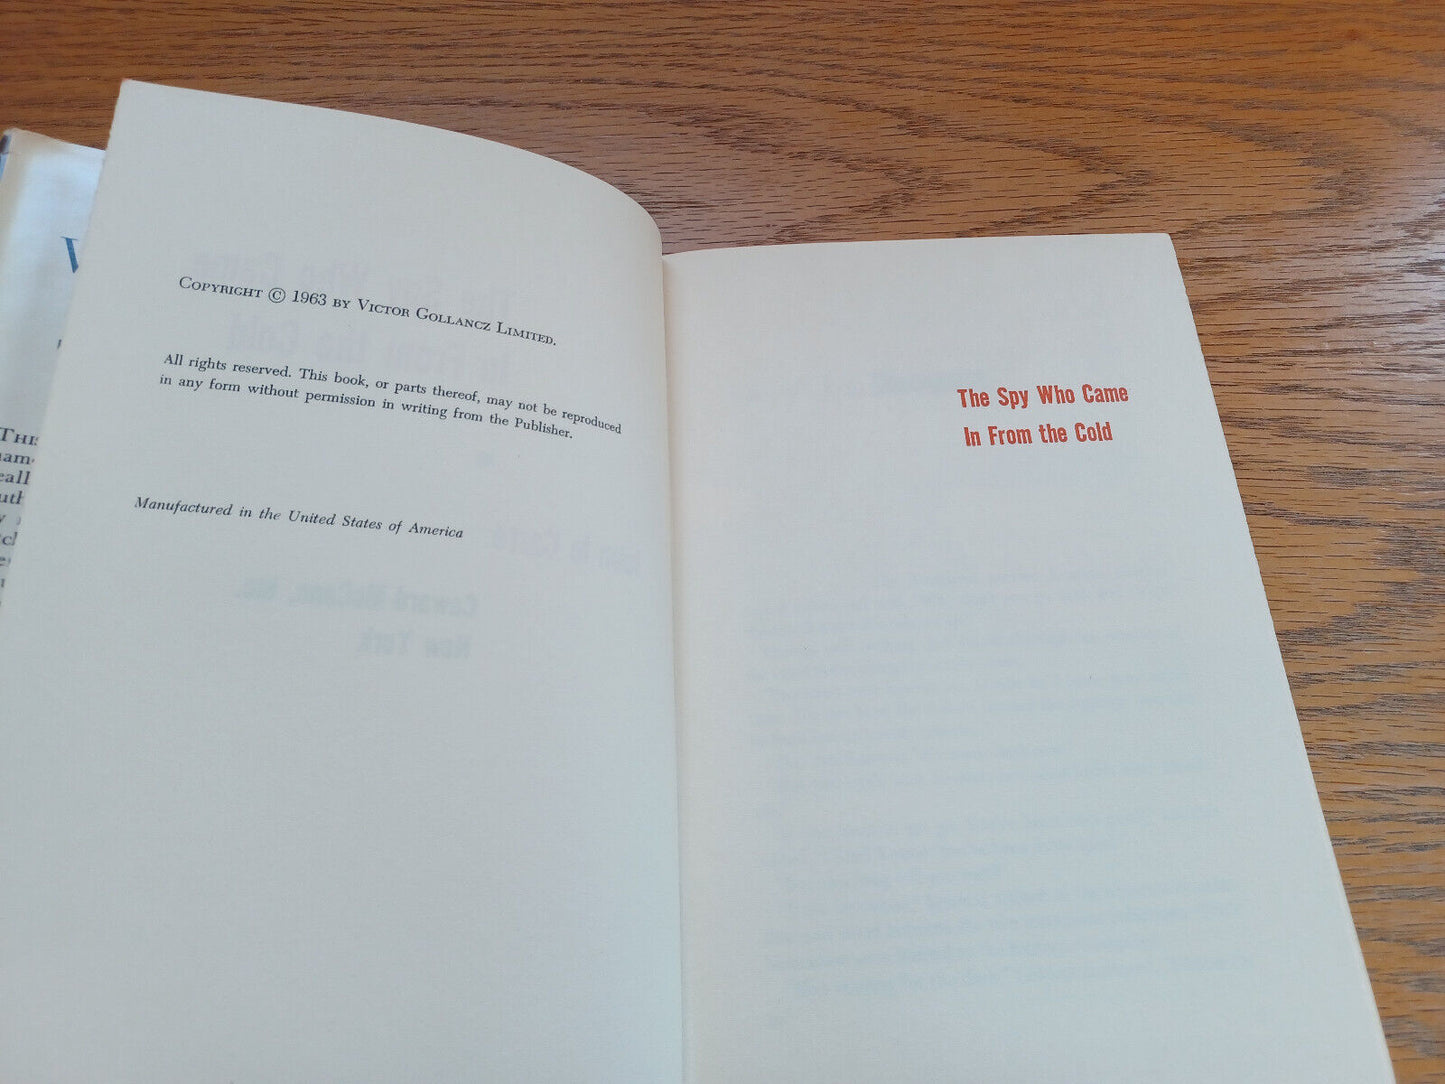 COPYRIGHT © 1963 BY VICTOR GOLLANCZ LIMITED.
All rights reserved. This book, or parts thereof, may not be reproduced
in any form without permission in writing from the Publisher.
Manufactured in the United States of America
The Spy Who Came
In From the Cold
THIS